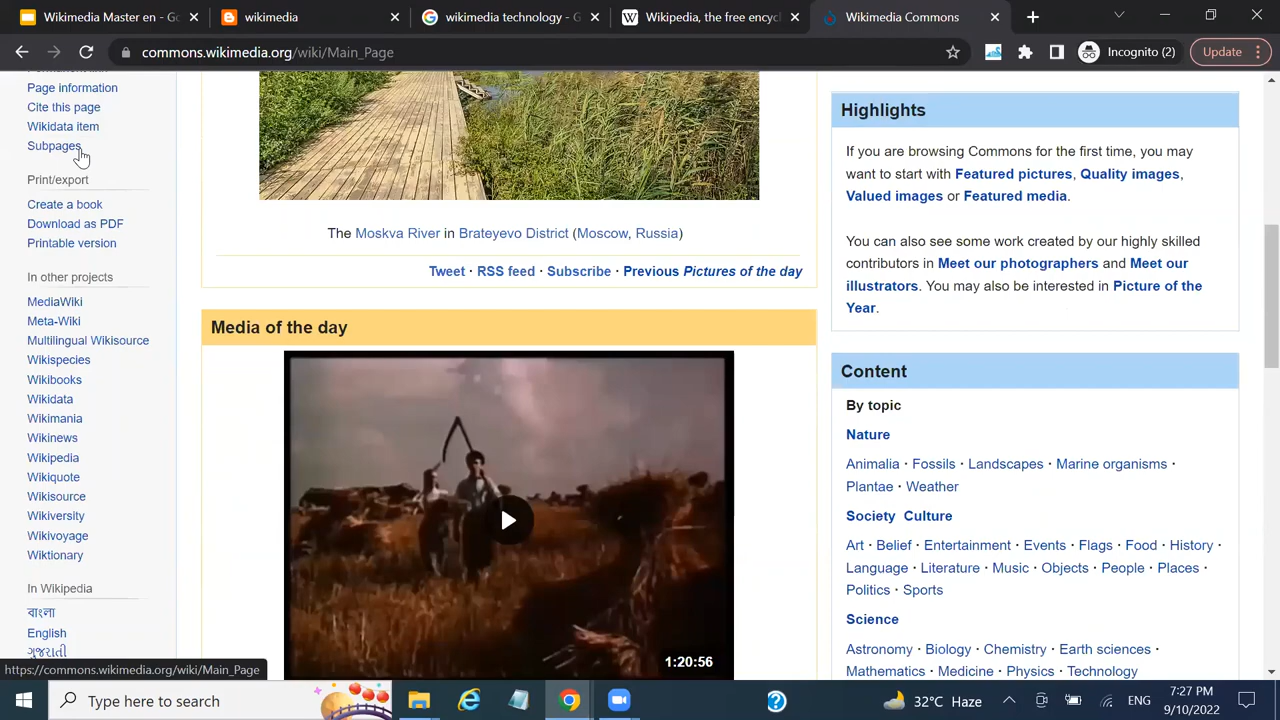 Wikimedia Master en - Go
wikimedia
wikimedia technology - G
Wikipedia, the free encycl
Wikimedia Commons
commons.wikimedia.org/wiki/Main_Page
Incognito (2)
Update
Page information
Cite this page
Wikidata item
Subpages
Print/export
Create a book
Download as PDF
Printable version
In other projects
MediaWiki
Meta-Wiki
Multilingual Wikisource
Wikispecies
Wikibooks
Wikidata
Wikimania
Wikinews
Wikipedia
Wikiquote
Wikisource
Wikiversity
Wikivoyage
Wiktionary
In Wikipedia
বাংলা
English
ગુજરાતી
https://commons.wikimedia.org/wiki/Main_Page
The Moskva River in Brateyevo District (Moscow, Russia)
Tweet · RSS feed · Subscribe · Previous Pictures of the day
Media of the day
1:20:56
Highlights
If you are browsing Commons for the first time, you may
want to start with Featured pictures, Quality images,
Valued images or Featured media.
You can also see some work created by our highly skilled
contributors in Meet our photographers and Meet our
illustrators. You may also be interested in Picture of the
Year.
Content
By topic
Nature
Animalia · Fossils · Landscapes · Marine organisms ·
Plantae · Weather
Society Culture
Art · Belief · Entertainment · Events · Flags · Food · History ·
Language · Literature · Music · Objects · People · Places ·
Politics · Sports
Science
Astronomy · Biology · Chemistry · Earth sciences ·
Mathematics · Medicine · Physics · Technology
Type here to search
32°C Haze
ENG
7:27 PM
9/10/2022